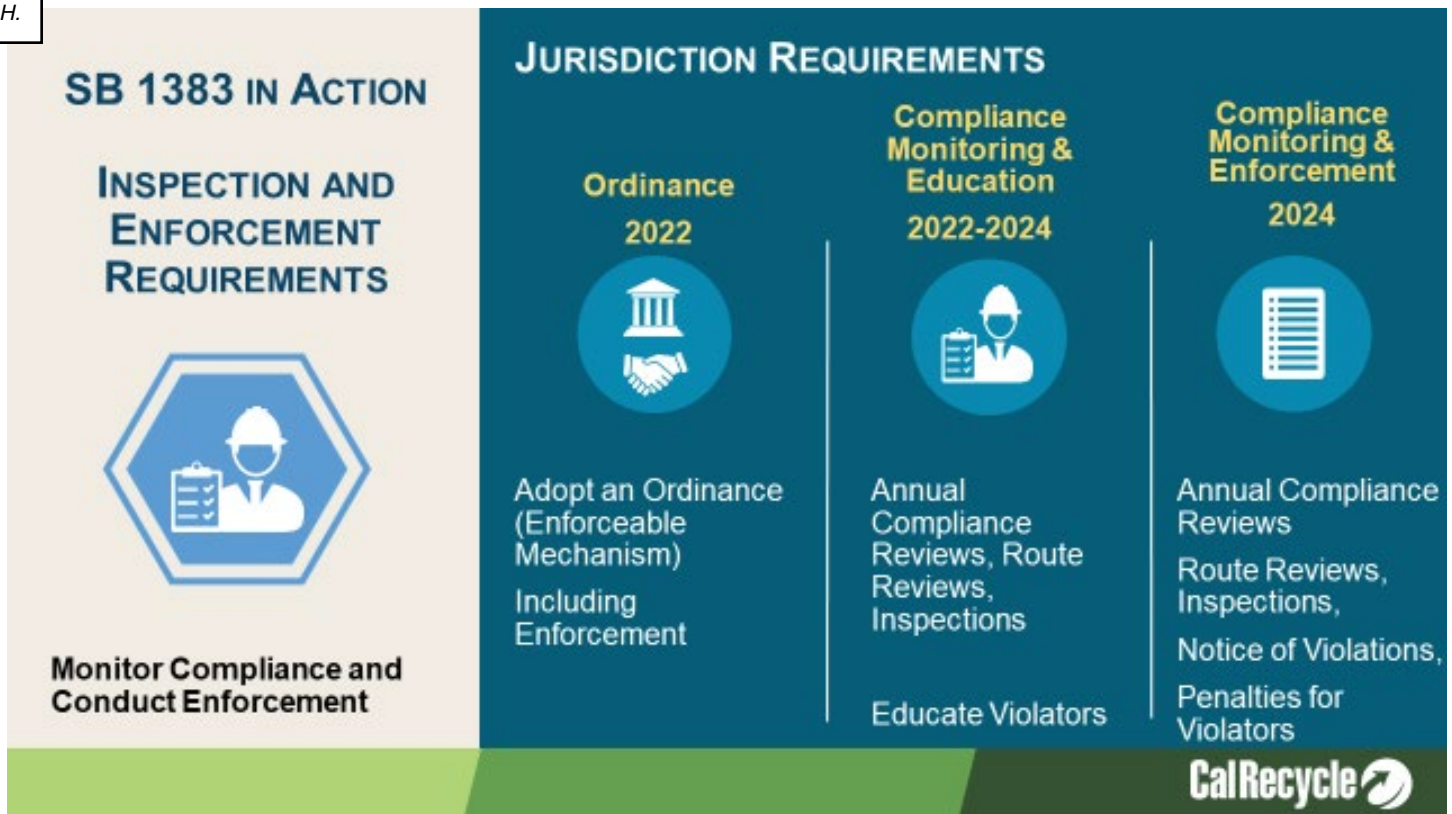 H.
SB 1383 IN ACTION
INSPECTION AND
ENFORCEMENT
REQUIREMENTS
Monitor Compliance and
Conduct Enforcement
JURISDICTION REQUIREMENTS
Ordinance
2022
Adopt an Ordinance
(Enforceable
Mechanism)
Including
Enforcement
Compliance
Monitoring &
Education
2022-2024
Annual
Compliance
Reviews, Route
Reviews,
Inspections
Educate Violators
Compliance
Monitoring &
Enforcement
2024
Annual Compliance
Reviews
Route Reviews,
Inspections,
Notice of Violations,
Penalties for
Violators
CalRecycle